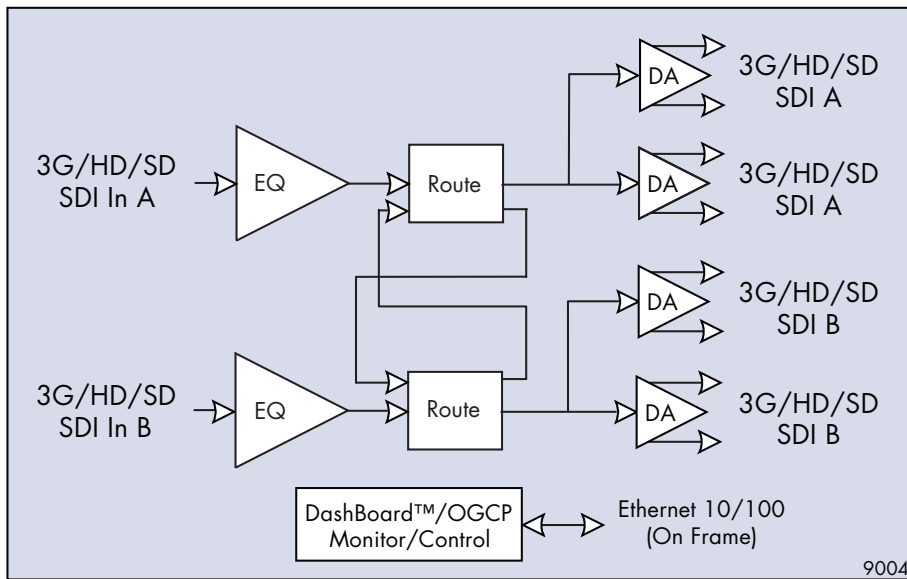 3G/HD/SD
SDI In A
EQ
Route
DA
3G/HD/SD
SDI A
DA
3G/HD/SD
SDI A
3G/HD/SD
SDI In B
EQ
Route
DA
3G/HD/SD
SDI B
DA
3G/HD/SD
SDI B
DashBoard™/OGCP
Monitor/Control
Ethernet 10/100
(On Frame)
9004